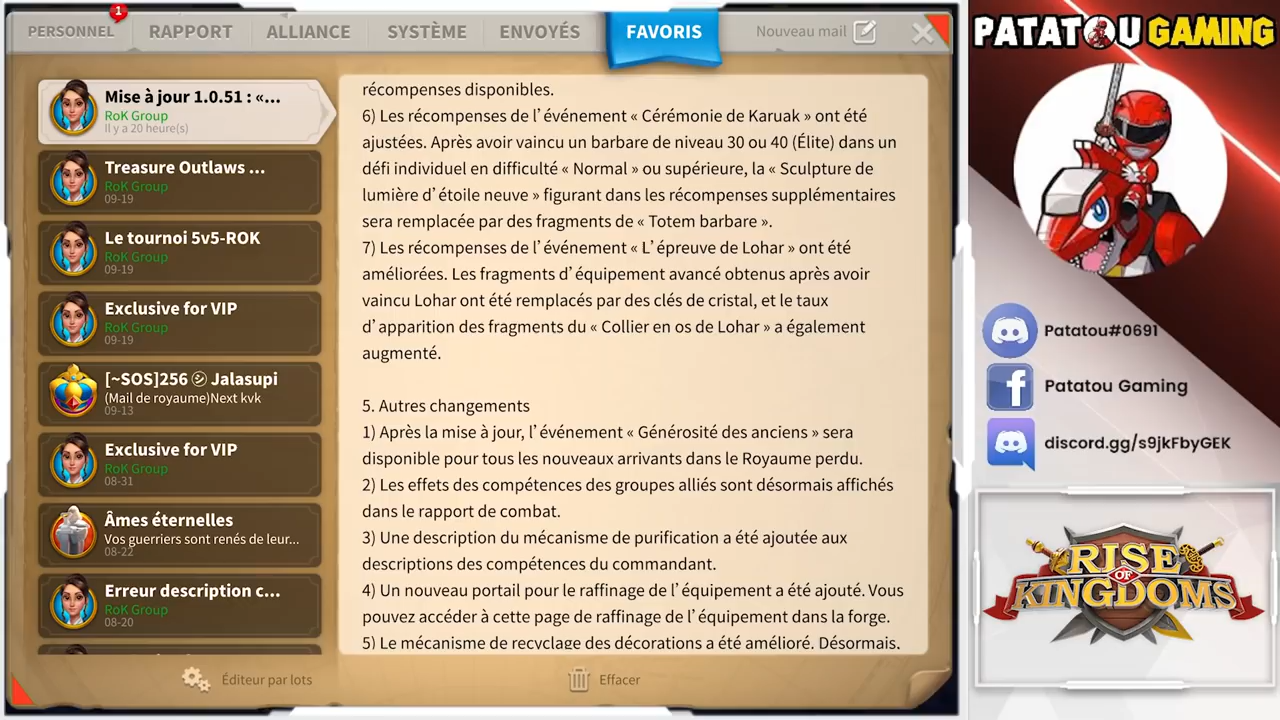 1
PERSONNEL
RAPPORT
ALLIANCE
SYSTÈME
ENVOYÉS
FAVORIS
Nouveau mail
Mise à jour 1.0.51 : «...
RoK Group
Il y a 20 heure(s)
Treasure Outlaws ...
RoK Group
09-19
Le tournoi 5v5-ROK
RoK Group
09-19
Exclusive for VIP
RoK Group
09-19
[~SOS]256 ㋛ Jalasupi
(Mail de royaume)Next kvk
09-13
Exclusive for VIP
RoK Group
08-31
Âmes éternelles
Vos guerriers sont renés de leur...
08-22
Erreur description c...
RoK Group
08-20
Éditeur par lots
récompenses disponibles.
6) Les récompenses de l'événement « Cérémonie de Karuak » ont été
ajustées. Après avoir vaincu un barbare de niveau 30 ou 40 (Élite) dans un
défi individuel en difficulté « Normal » ou supérieure, la « Sculpture de
lumière d'étoile neuve » figurant dans les récompenses supplémentaires
sera remplacée par des fragments de « Totem barbare ».
7) Les récompenses de l'événement « L'épreuve de Lohar » ont été
améliorées. Les fragments d'équipement avancé obtenus après avoir
vaincu Lohar ont été remplacés par des clés de cristal, et le taux
d'apparition des fragments du « Collier en os de Lohar » a également
augmenté.
5. Autres changements
1) Après la mise à jour, l'événement « Générosité des anciens » sera
disponible pour tous les nouveaux arrivants dans le Royaume perdu.
2) Les effets des compétences des groupes alliés sont désormais affichés
dans le rapport de combat.
3) Une description du mécanisme de purification a été ajoutée aux
descriptions des compétences du commandant.
4) Un nouveau portail pour le raffinage de l'équipement a été ajouté. Vous
pouvez accéder à cette page de raffinage de l'équipement dans la forge.
5) Le mécanisme de recyclage des décorations a été amélioré. Désormais,
Effacer
PATATOU GAMING
Patatou#0691
Patatou Gaming
discord.gg/s9jkFbyGEK
RISE
OF
KINGDOMS